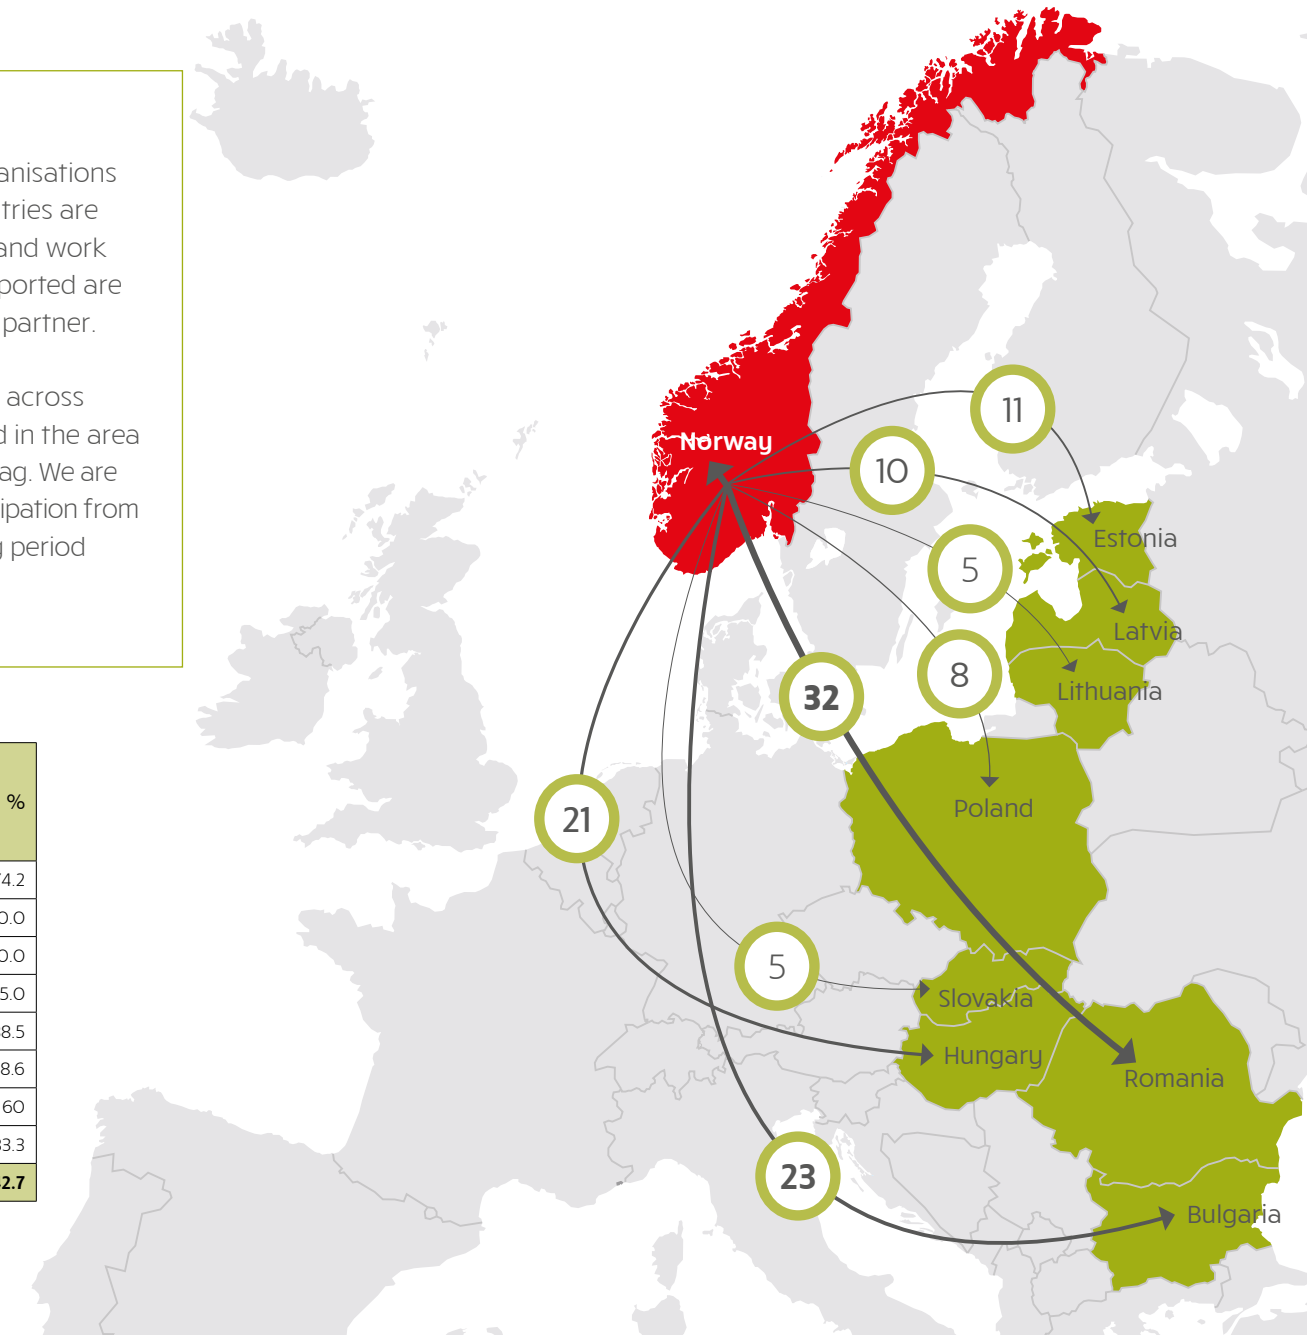 anisations
tries are
and work
ported are
partner.
across
d in the area
ag. We are
ipation from
g period
%
4.2
0.0
0.0
5.0
8.5
8.6
60
33.3
2.7
Norway
11
10
Estonia
5
Latvia
8
Lithuania
32
Poland
21
5
Slovakia
Hungary
Romania
23
Bulgaria